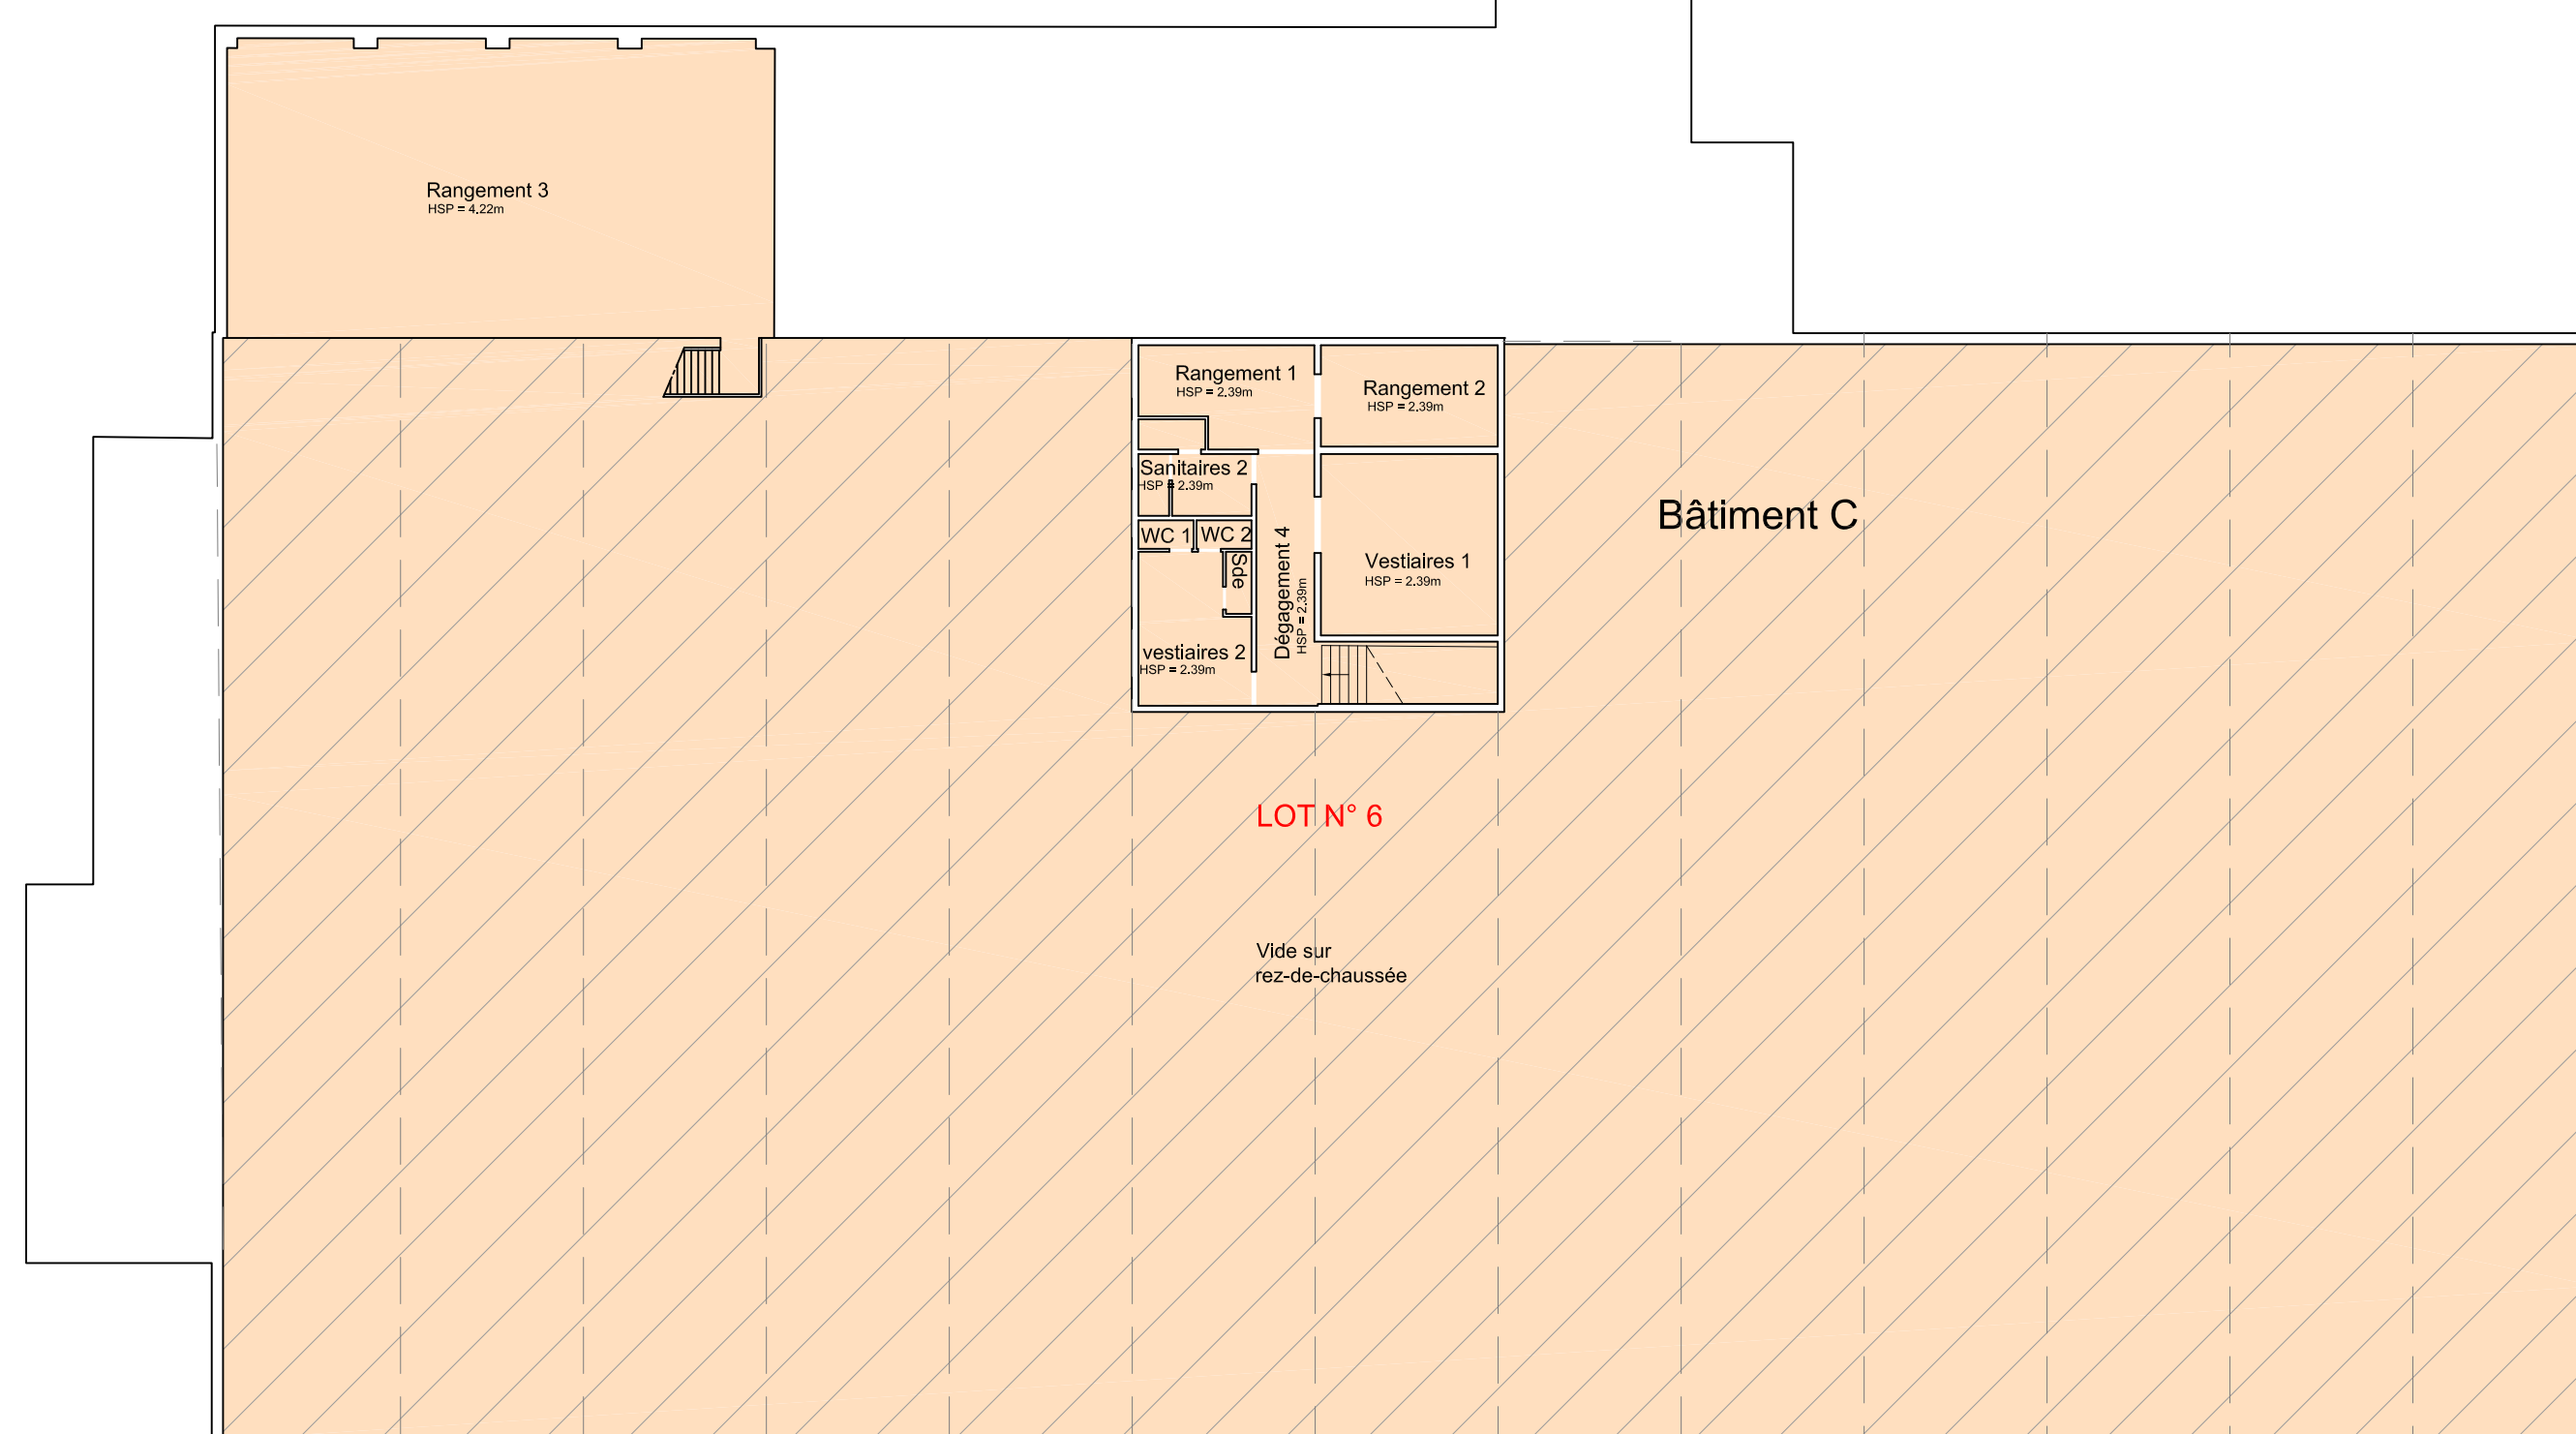 Rangement 3
HSP = 4.22m
Rangement 1
HSP = 2.39m
Rangement 2
HSP = 2.39m
Sanitaires 2
HSP = 2.39m
WC 1
WC 2
Sde
Dégagement 4
HSP = 2.39m
Vestiaires 1
HSP = 2.39m
vestiaires 2
HSP = 2.39m
Bâtiment C
LOT N° 6
Vide sur
rez-de-chaussée